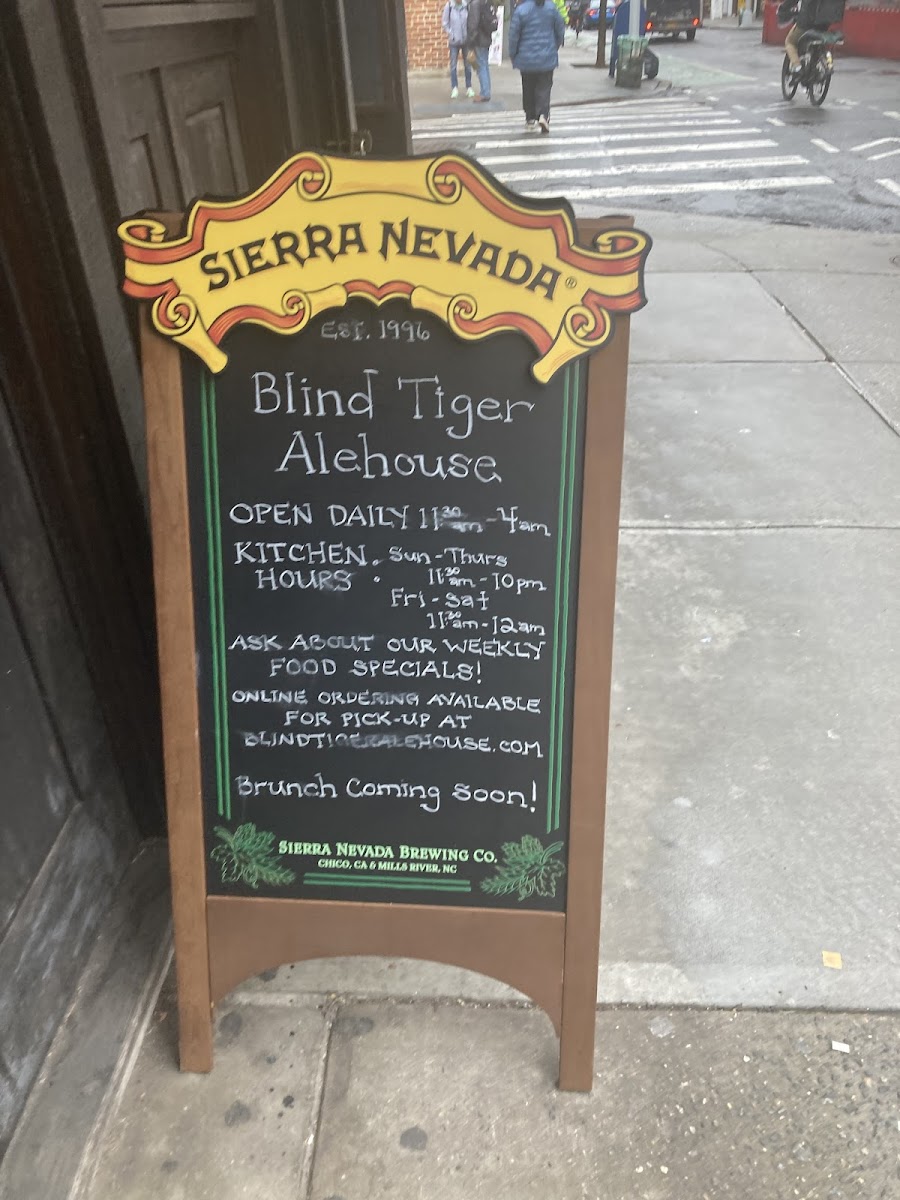 SIERRA NEVADA®
EST. 1996
Blind Tiger
Alehouse
OPEN DAILY 11:30am-4am
KITCHEN Sun-Thurs
HOURS : 11:30am-10pm
Fri-Sat
11:30am-12am
ASK ABOUT OUR WEEKLY
FOOD SPECIALS!
ONLINE ORDERING AVAILABLE
FOR PICK-UP AT
BLINDTIGERALEHOUSE.COM
Brunch Coming Soon!
SIERRA NEVADA BREWING CO.
CHICO, CA & MILLS RIVER, NC